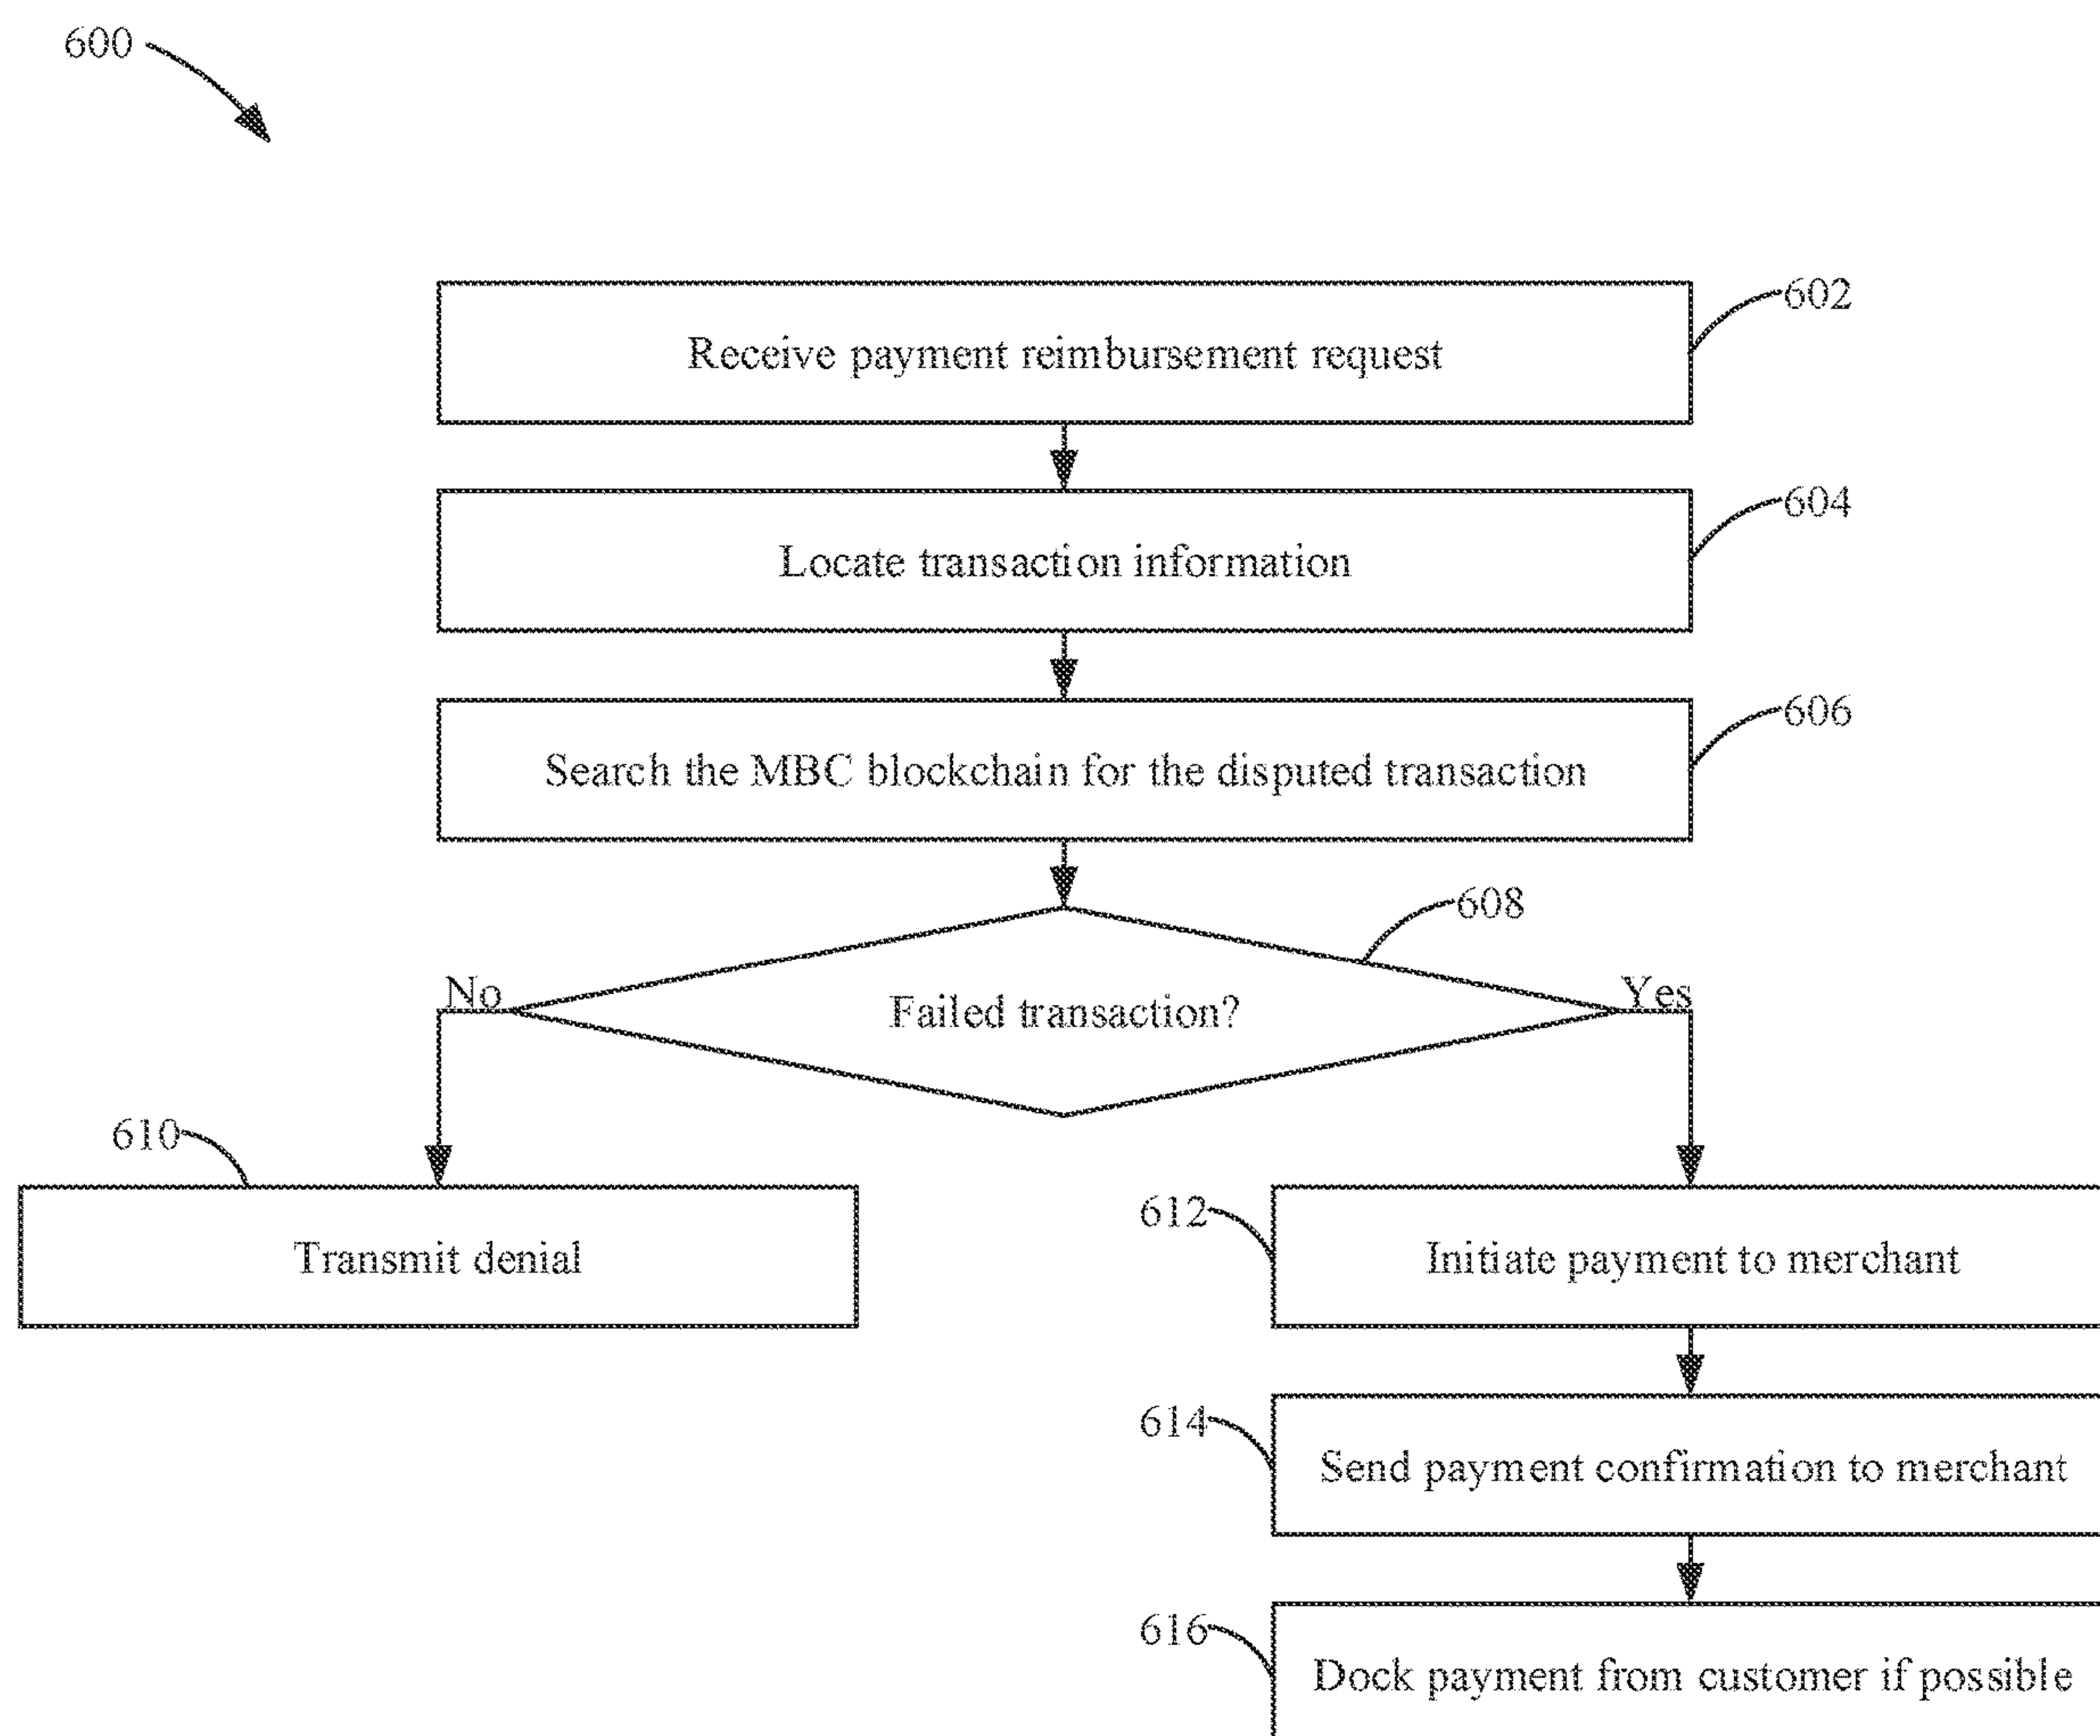 600
602
Receive payment reimbursement request
604
Locate transaction information
606
Search the MBC blockchain for the disputed transaction
608
No
Failed transaction?
Yes
610
Transmit denial
612
Initiate payment to merchant
614
Send payment confirmation to merchant
616
Dock payment from customer if possible